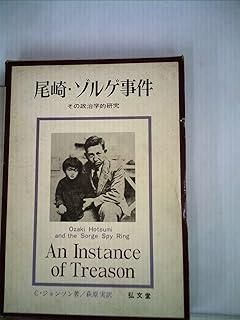 尾崎・ゾルゲ事件
その政治学的研究
Ozaki Hotsumi
and the Sorge Spy Ring
An Instance
of Treason
C・ジョンソン著／萩原 実訳
弘文堂